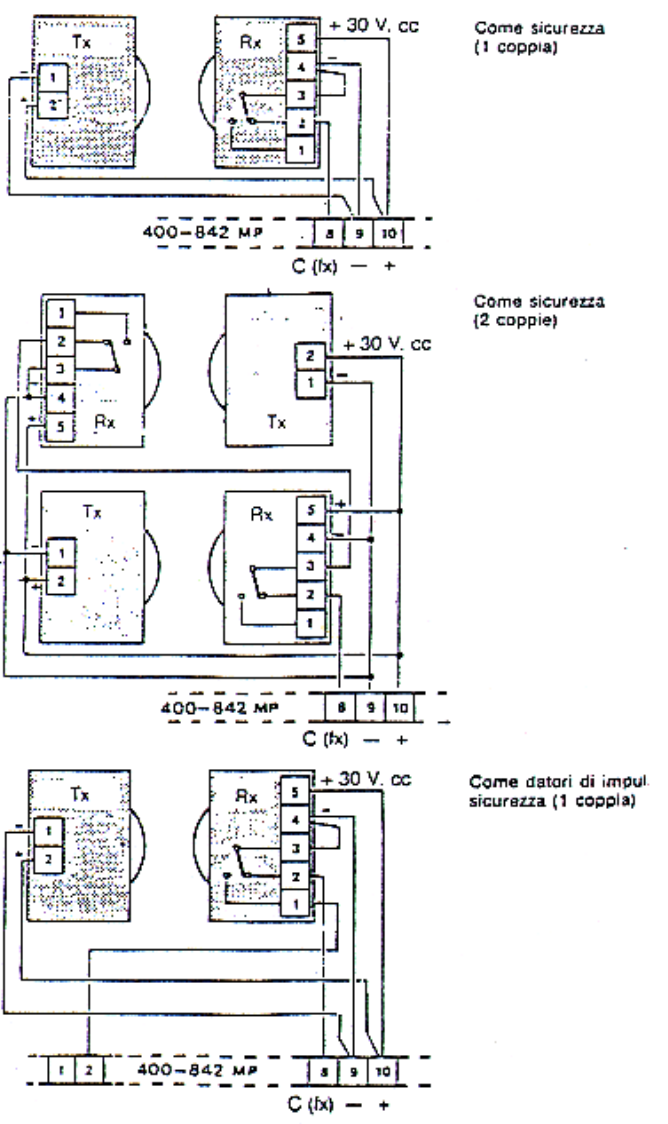 Tx
Rx
+ 30 V. cc
Come sicurezza
(1 coppia)
1
2
5
4
3
2
1
-
+
400-842 MP
8 9 10
C (fx) — +
Come sicurezza
(2 coppie)
1
2
3
4
5
Rx
-
+
+ 30 V. cc
2
1
-
Tx
Tx
1
2
-
+
Rx
5
4
3
2
1
+
-
400-842 MP
8 9 10
C (fx) — +
Come datori di impul
sicurezza (1 coppia)
Tx
Rx
+ 30 V. cc
1
2
-
+
5
4
3
2
1
-
1 2
400-842 MP
8 9 10
C (fx) — +